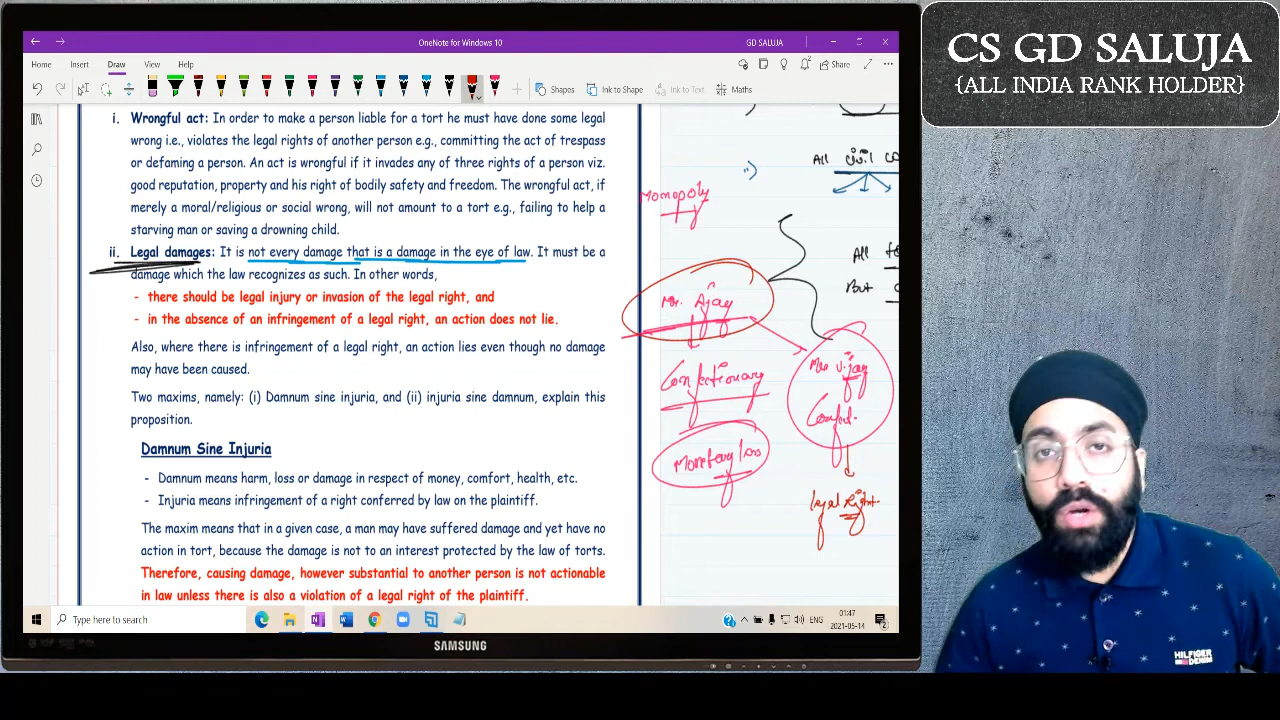 OneNote for Windows 10
GD SALUJA
Home
Insert
Draw
View
Help
Share
Shapes
Ink to Shape
Ink to Text
Maths
i. Wrongful act: In order to make a person liable for a tort he must have done some legal
wrong i.e., violates the legal rights of another person e.g., committing the act of trespass
or defaming a person. An act is wrongful if it invades any of three rights of a person viz.
good reputation, property and his right of bodily safety and freedom. The wrongful act, if
merely a moral/religious or social wrong, will not amount to a tort e.g., failing to help a
starving man or saving a drowning child.
ii. Legal damages: It is not every damage that is a damage in the eye of law. It must be a
damage which the law recognizes as such. In other words,
- there should be legal injury or invasion of the legal right, and
- in the absence of an infringement of a legal right, an action does not lie.
Also, where there is infringement of a legal right, an action lies even though no damage
may have been caused.
Two maxims, namely: (i) Damnum sine injuria, and (ii) injuria sine damnum, explain this
proposition.
Damnum Sine Injuria
- Damnum means harm, loss or damage in respect of money, comfort, health, etc.
- Injuria means infringement of a right conferred by law on the plaintiff.
The maxim means that in a given case, a man may have suffered damage and yet have no
action in tort, because the damage is not to an interest protected by the law of torts.
Therefore, causing damage, however substantial to another person is not actionable
in law unless there is also a violation of a legal right of the plaintiff.
All civil co
Monopoly
All
But
Mr. Ajay
Mr. Vijay
Confectionary
Monetary loss
legal Right
Type here to search
ENG
01:47
2021-05-14
SAMSUNG
CS GD SALUJA
{ALL INDIA RANK HOLDER}
HILFIGER
DENIM